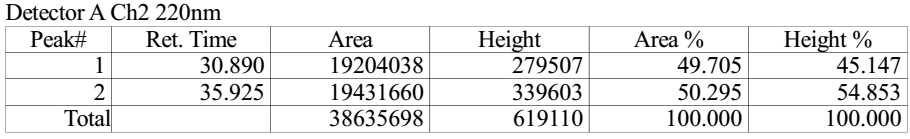 Detector A Ch2 220nm
Peak# Ret. Time Area Height Area % Height %
1 30.890 19204038 279507 49.705 45.147
2 35.925 19431660 339603 50.295 54.853
Total 38635698 619110 100.000 100.000